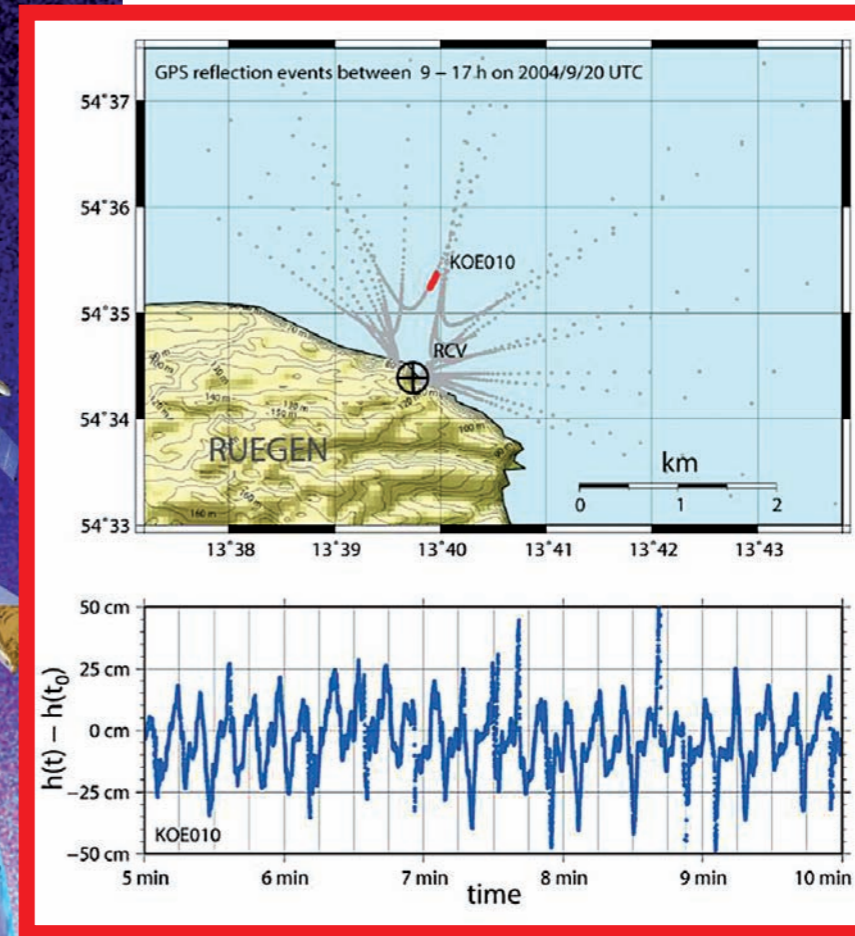 GPS reflection events between 9 – 17 h on 2004/9/20 UTC
54°37
54°36
KOE010
54°35
RCV
54°34
RUEGEN
km
0 1 2
54°33
13°38 13°39 13°40 13°41 13°42 13°43
50 cm
25 cm
0 cm
−25 cm
−50 cm
h(t) − h(t₀)
KOE010
5 min 6 min 7 min 8 min 9 min 10 min
time